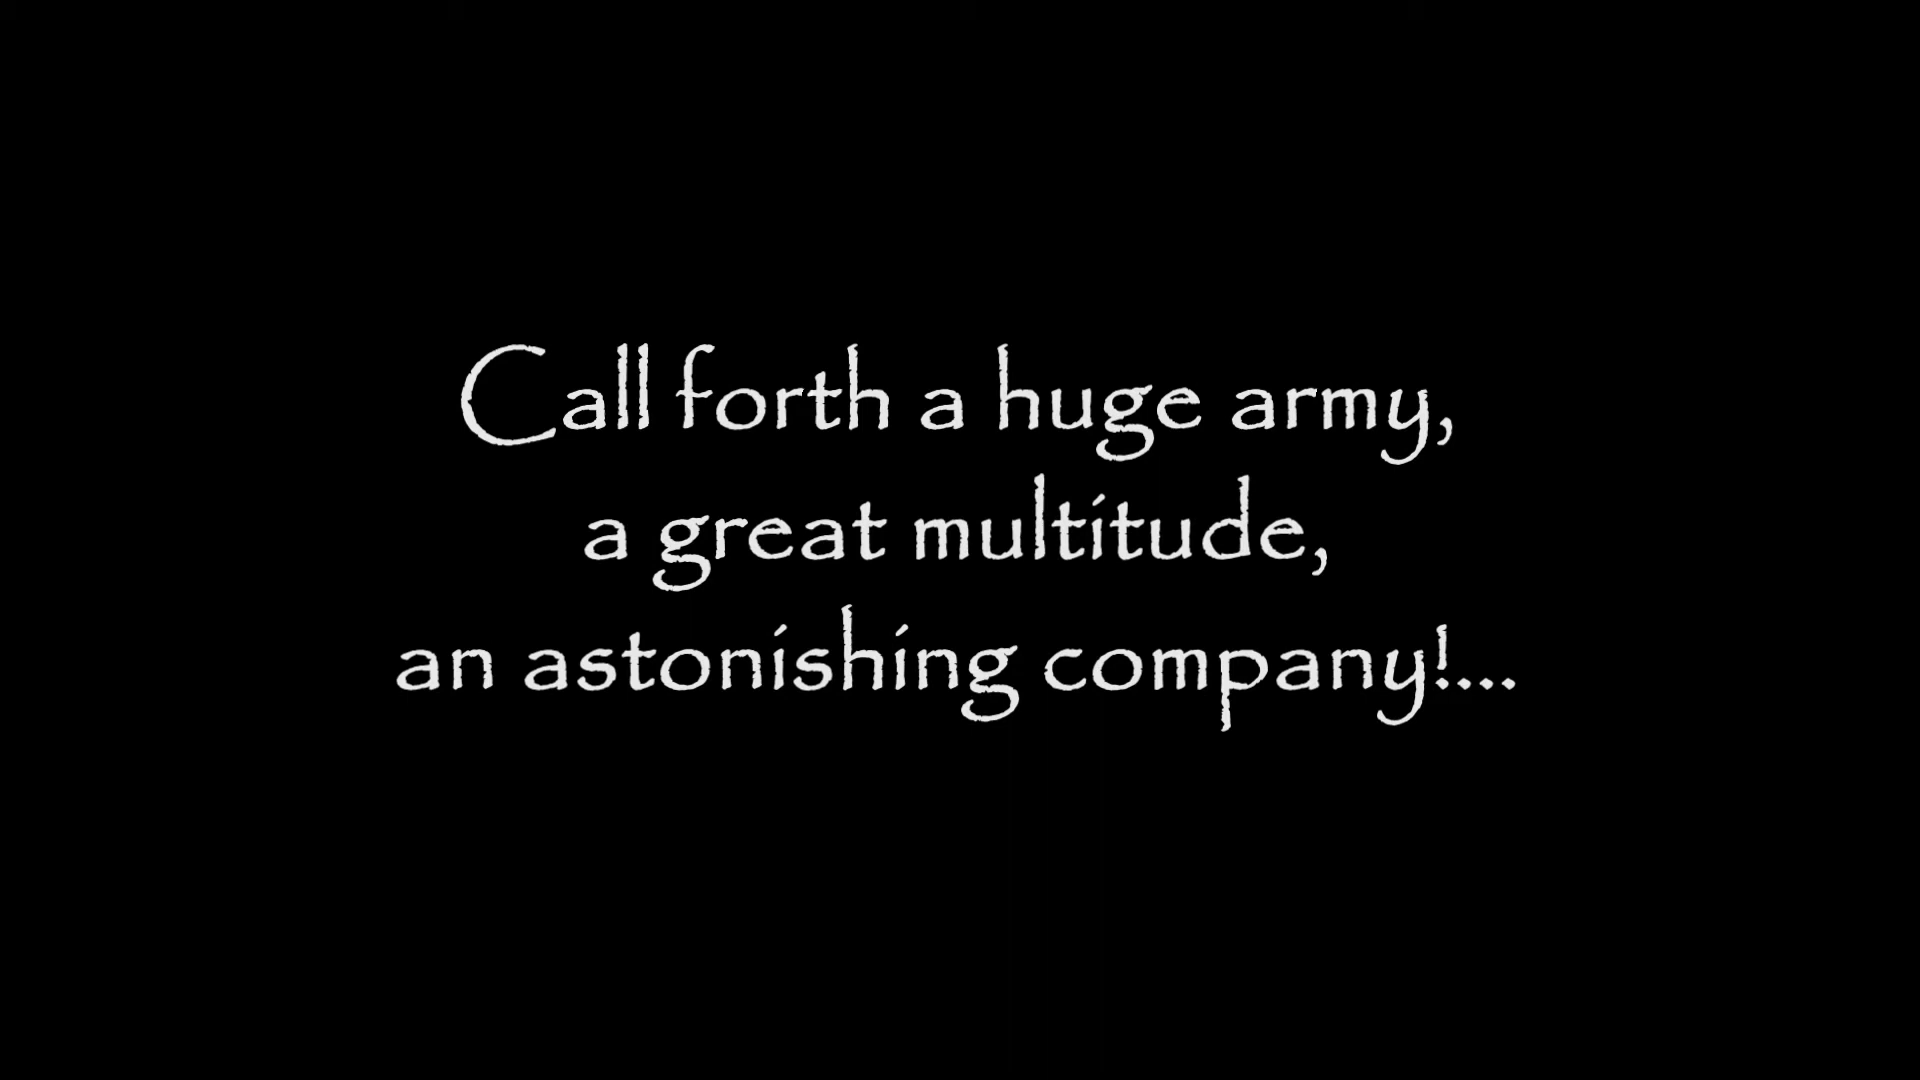 Call forth a huge army,
a great multitude,
an astonishing company!...